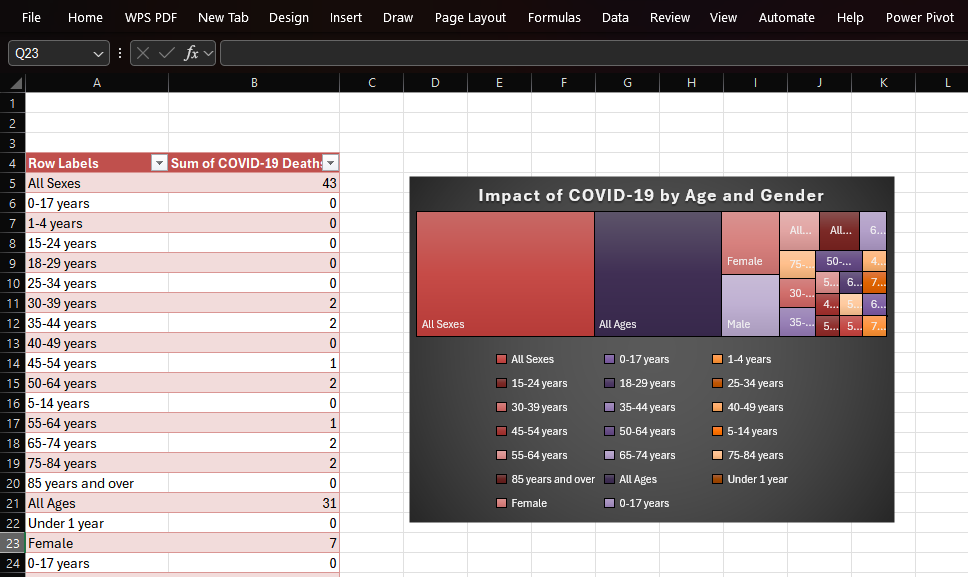 File Home WPS PDF New Tab Design Insert Draw Page Layout Formulas Data Review View Automate Help Power Pivot
Q23 fx
A B C D E F G H I J K L
1
2
3
4 Row Labels Sum of COVID-19 Deaths
5 All Sexes 43
6 0-17 years 0
7 1-4 years 0
8 15-24 years 0
9 18-29 years 0
10 25-34 years 0
11 30-39 years 2
12 35-44 years 2
13 40-49 years 0
14 45-54 years 1
15 50-64 years 2
16 5-14 years 0
17 55-64 years 1
18 65-74 years 2
19 75-84 years 2
20 85 years and over 0
21 All Ages 31
22 Under 1 year 0
23 Female 7
24 0-17 years 0
Impact of COVID-19 by Age and Gender
All... All... 6...
75-... 50-... 4...
Female
5... 6... 7...
30-...
4... 5... 6...
All Sexes All Ages Male 35-... 5... 5... 7...
All Sexes 0-17 years 1-4 years
15-24 years 18-29 years 25-34 years
30-39 years 35-44 years 40-49 years
45-54 years 50-64 years 5-14 years
55-64 years 65-74 years 75-84 years
85 years and over All Ages Under 1 year
Female 0-17 years